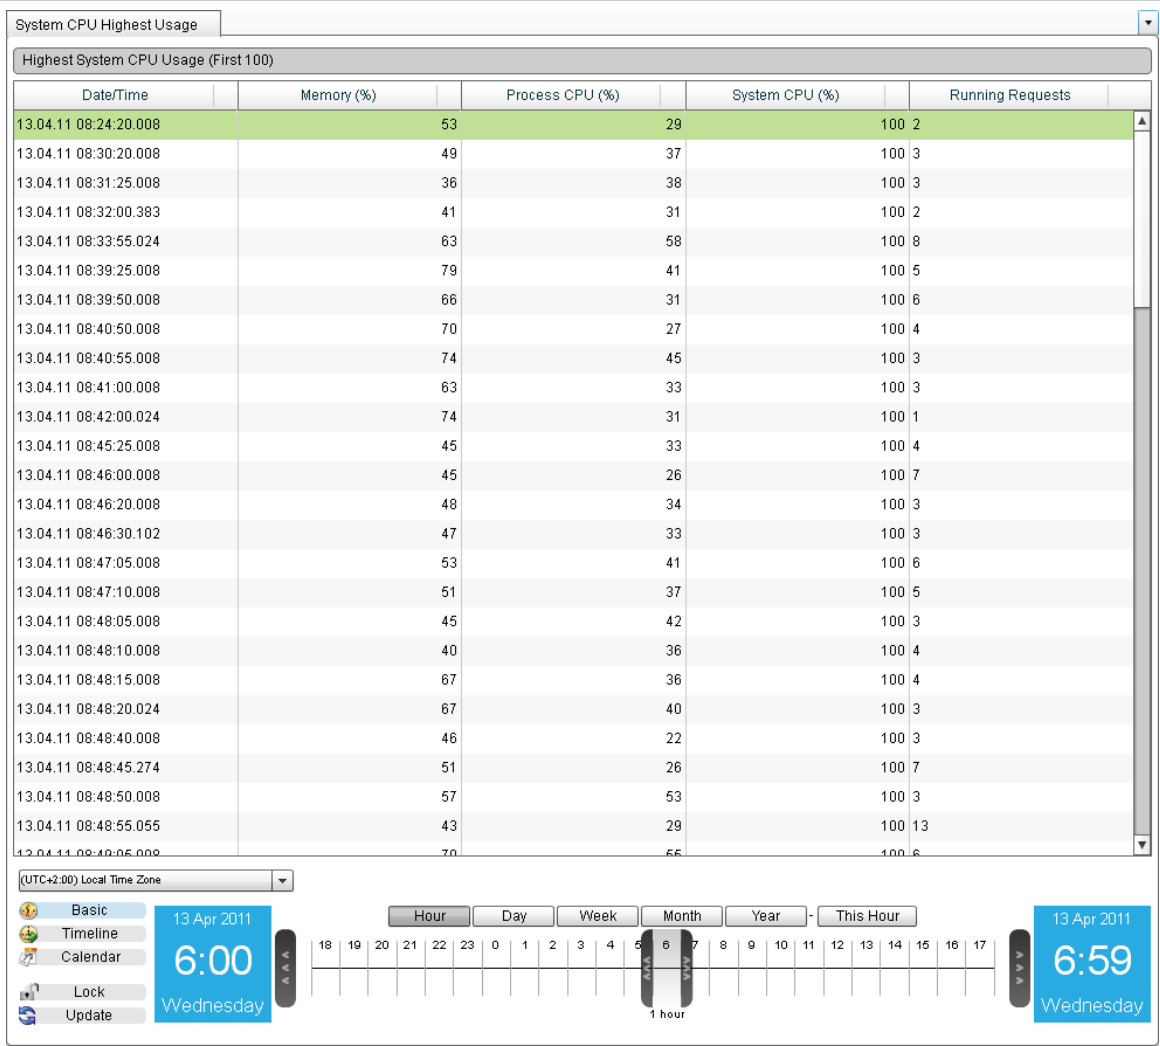 System CPU Highest Usage
Highest System CPU Usage (First 100)
Date/Time Memory (%) Process CPU (%) System CPU (%) Running Requests
13.04.11 08:24:20.008 53 29 100 2
13.04.11 08:30:20.008 49 37 100 3
13.04.11 08:31:25.008 36 38 100 3
13.04.11 08:32:00.383 41 31 100 2
13.04.11 08:33:55.024 63 58 100 8
13.04.11 08:39:25.008 79 41 100 5
13.04.11 08:39:50.008 66 31 100 6
13.04.11 08:40:50.008 70 27 100 4
13.04.11 08:40:55.008 74 45 100 3
13.04.11 08:41:00.008 63 33 100 3
13.04.11 08:42:00.024 74 31 100 1
13.04.11 08:45:25.008 45 33 100 4
13.04.11 08:46:00.008 45 26 100 7
13.04.11 08:46:20.008 48 34 100 3
13.04.11 08:46:30.102 47 33 100 3
13.04.11 08:47:05.008 53 41 100 6
13.04.11 08:47:10.008 51 37 100 5
13.04.11 08:48:05.008 45 42 100 3
13.04.11 08:48:10.008 40 36 100 4
13.04.11 08:48:15.008 67 36 100 4
13.04.11 08:48:20.024 67 40 100 3
13.04.11 08:48:40.008 46 22 100 3
13.04.11 08:48:45.274 51 26 100 7
13.04.11 08:48:50.008 57 53 100 3
13.04.11 08:48:55.055 43 29 100 13
13.04.11 08:49:05.008 70 100
(UTC+2:00) Local Time Zone
Basic
Timeline
Calendar
Lock
Update
13 Apr 2011
6:00
Wednesday
Hour Day Week Month Year - This Hour
18 19 20 21 22 23 0 1 2 3 4 5 6 7 8 9 10 11 12 13 14 15 16 17
1 hour
13 Apr 2011
6:59
Wednesday